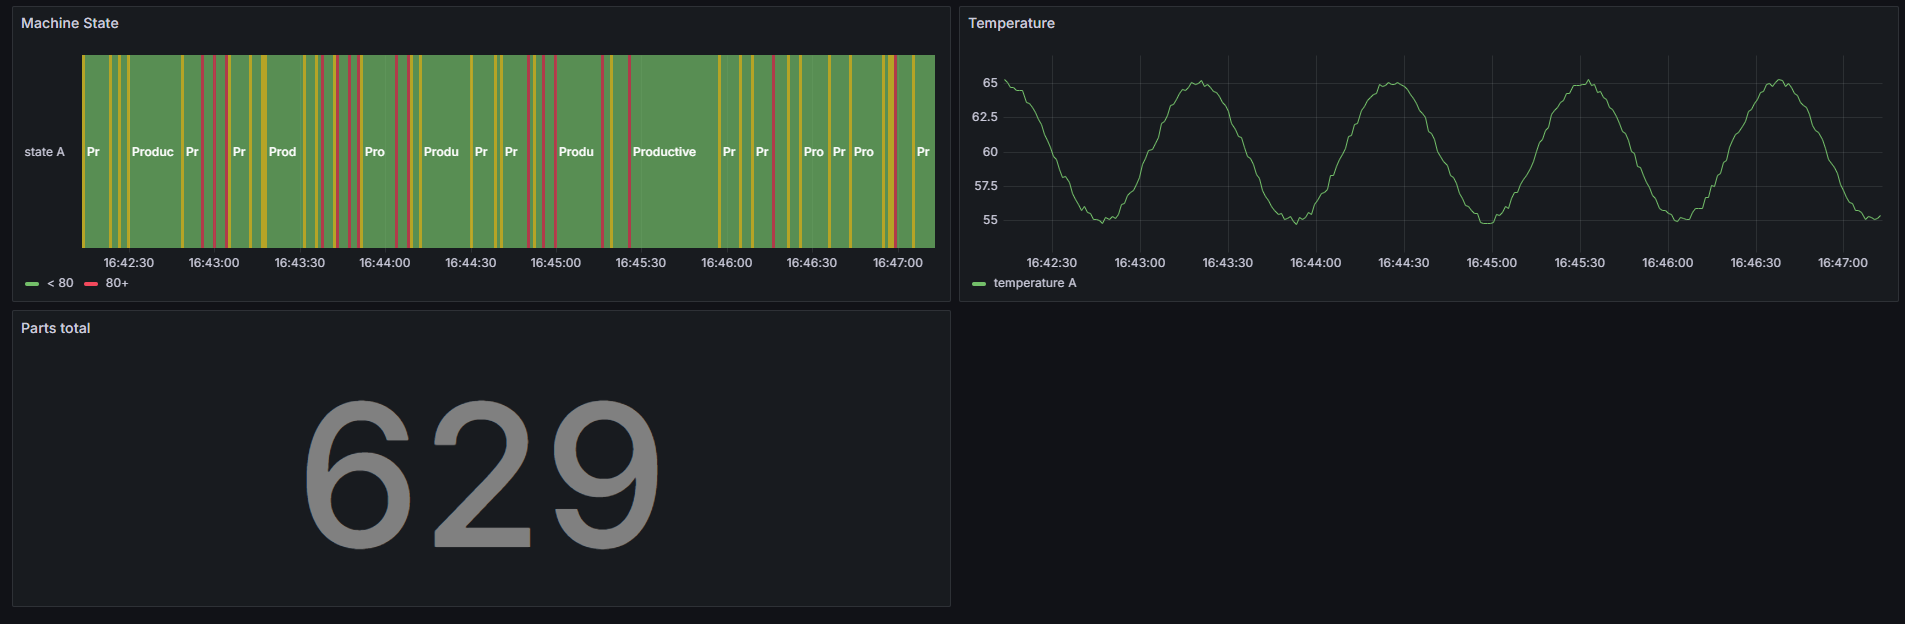 Machine State
state A
Pr Produc Pr Pr Prod Pro Produ Pr Pr Produ Productive Pr Pr Pro Pr Pro Pr
16:42:30 16:43:00 16:43:30 16:44:00 16:44:30 16:45:00 16:45:30 16:46:00 16:46:30 16:47:00
< 80 80+
Temperature
65
62.5
60
57.5
55
16:42:30 16:43:00 16:43:30 16:44:00 16:44:30 16:45:00 16:45:30 16:46:00 16:46:30 16:47:00
temperature A
Parts total
629